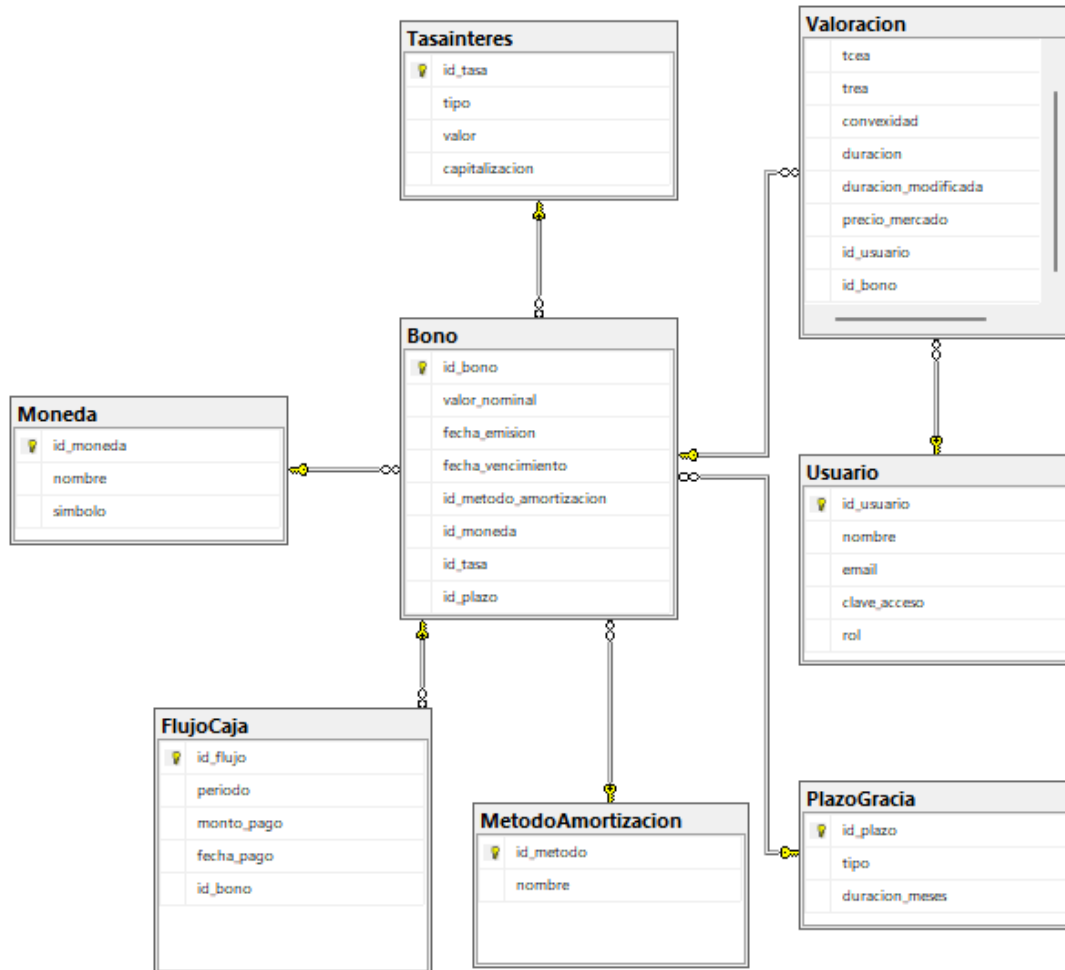 Tasainteres
id_tasa
tipo
valor
capitalizacion
Valoracion
tcea
trea
convexidad
duracion
duracion_modificada
precio_mercado
id_usuario
id_bono
Bono
id_bono
valor_nominal
fecha_emision
fecha_vencimiento
id_metodo_amortizacion
id_moneda
id_tasa
id_plazo
Moneda
id_moneda
nombre
simbolo
Usuario
id_usuario
nombre
email
clave_acceso
rol
FlujoCaja
id_flujo
periodo
monto_pago
fecha_pago
id_bono
MetodoAmortizacion
id_metodo
nombre
PlazoGracia
id_plazo
tipo
duracion_meses